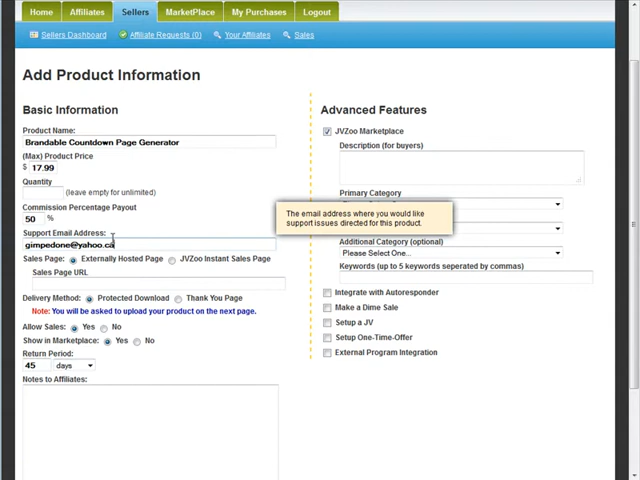 Home Affiliates Sellers MarketPlace My Purchases Logout
Sellers Dashboard Affiliate Requests (0) Your Affiliates Sales
Add Product Information
Basic Information
Product Name:
Brandable Countdown Page Generator
(Max) Product Price
$ 17.99
Quantity
(leave empty for unlimited)
Commission Percentage Payout
50 %
Support Email Address:
gimpedone@yahoo.ca
The email address where you would like
support issues directed for this product.
Sales Page: Externally Hosted Page JVZoo Instant Sales Page
Sales Page URL
Delivery Method: Protected Download Thank You Page
Note: You will be asked to upload your product on the next page.
Allow Sales: Yes No
Show in Marketplace: Yes No
Return Period:
45 days
Notes to Affiliates:
Advanced Features
JVZoo Marketplace
Description (for buyers)
Primary Category
Additional Category (optional)
Please Select One...
Keywords (up to 5 keywords seperated by commas)
Integrate with Autoresponder
Make a Dime Sale
Setup a JV
Setup One-Time-Offer
External Program Integration